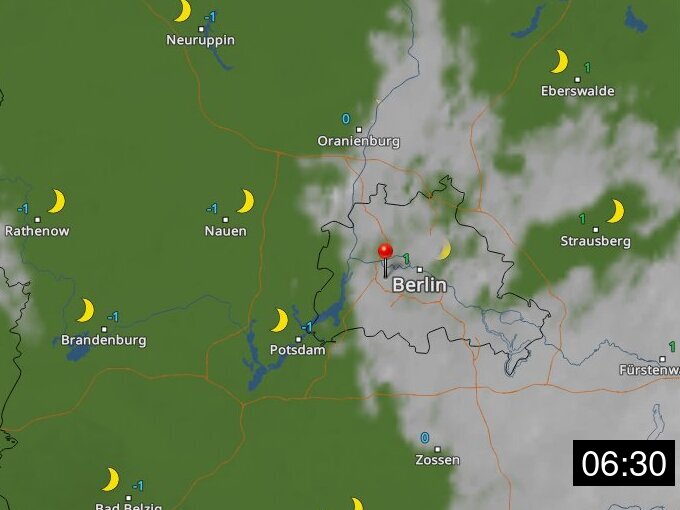 -1
Neuruppin
1
Eberswalde
0
Oranienburg
-1
Rathenow
-1
Nauen
1
Strausberg
1
Berlin
-1
Brandenburg
-1
Potsdam
1
Fürstenwa
0
Zossen
06:30
-1
Bad Belzig